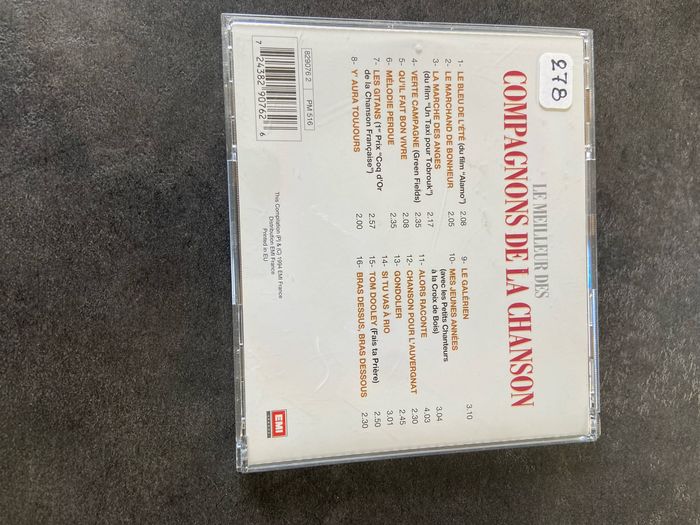 278
LE MEILLEUR DES
COMPAGNONS DE LA CHANSON
1- LE BLEU DE L'ÉTÉ (du film "Alamo") 2.08
2- LE MARCHAND DE BONHEUR 2.05
3- LA MARCHE DES ANGES
(du film "Un Taxi pour Tobrouk") 2.17
4- VERTE CAMPAGNE (Green Fields) 2.35
5- QU'IL FAIT BON VIVRE 2.08
6- MÉLODIE PERDUE 2.35
7- LES GITANS (1er Prix "Coq d'Or
de la Chanson Française") 2.57
8- Y' AURA TOUJOURS 2.00
9- LE GALÉRIEN 3.10
10- MES JEUNES ANNÉES
(avec les Petits Chanteurs
à la Croix de Bois) 3.04
11- ALORS RACONTE 4.03
12- CHANSON POUR L'AUVERGNAT 2.30
13- GONDOLIER 2.45
14- SI TU VAS À RIO 3.01
15- TOM DOOLEY (Fais ta Prière) 2.50
16- BRAS DESSUS, BRAS DESSOUS 2.30
829076 2 PM 516
7 24382 90762 6
This Compilation (P) & (C) 1994 EMI France
Distribution EMI France
Printed in EU
EMI